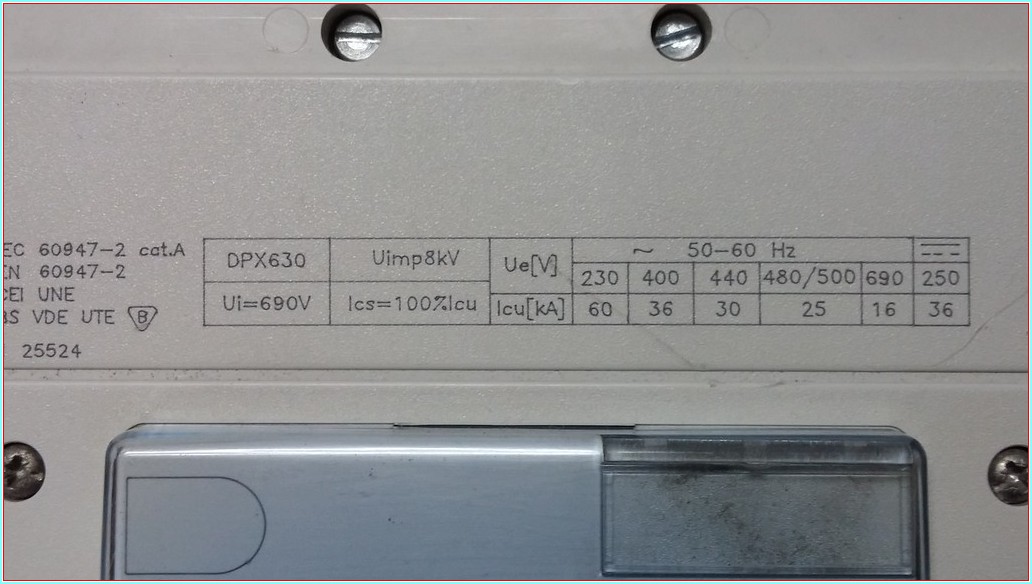 EC 60947-2 cat.A
EN 60947-2
CEI UNE
BS VDE UTE B
25524
DPX630 Uimp8kV
Ui=690V Ics=100%Icu
Ue[V] ~ 50-60 Hz
230 400 440 480/500 690 250
Icu[kA] 60 36 30 25 16 36